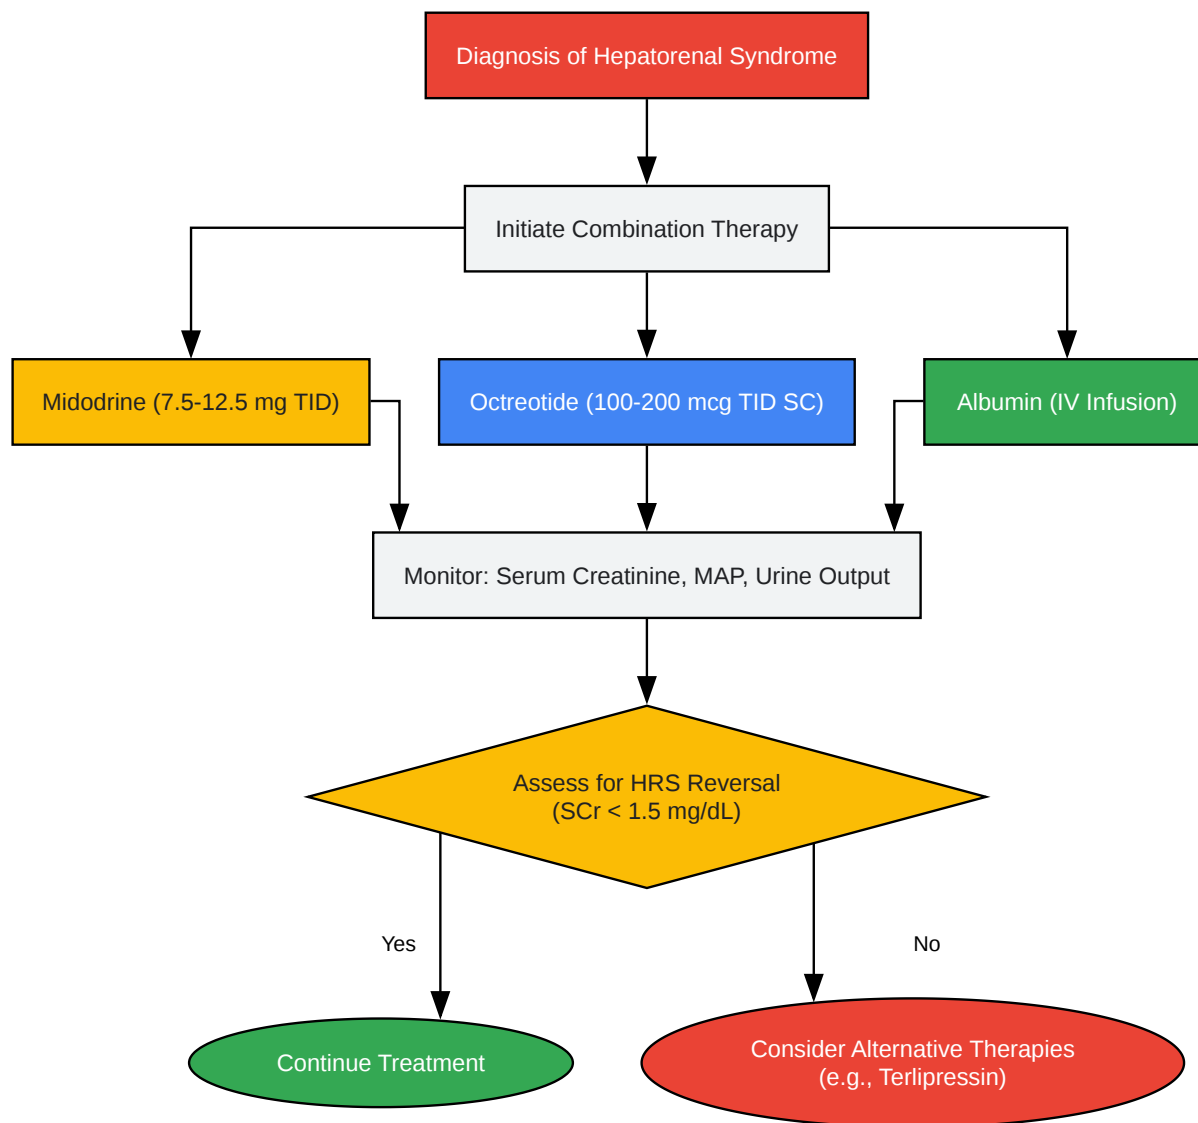 Diagnosis of Hepatorenal Syndrome
Initiate Combination Therapy
Midodrine (7.5-12.5 mg TID)
Octreotide (100-200 mcg TID SC)
Albumin (IV Infusion)
Monitor: Serum Creatinine, MAP, Urine Output
Assess for HRS Reversal
(SCr < 1.5 mg/dL)
Yes
No
Continue Treatment
Consider Alternative Therapies
(e.g., Terlipressin)